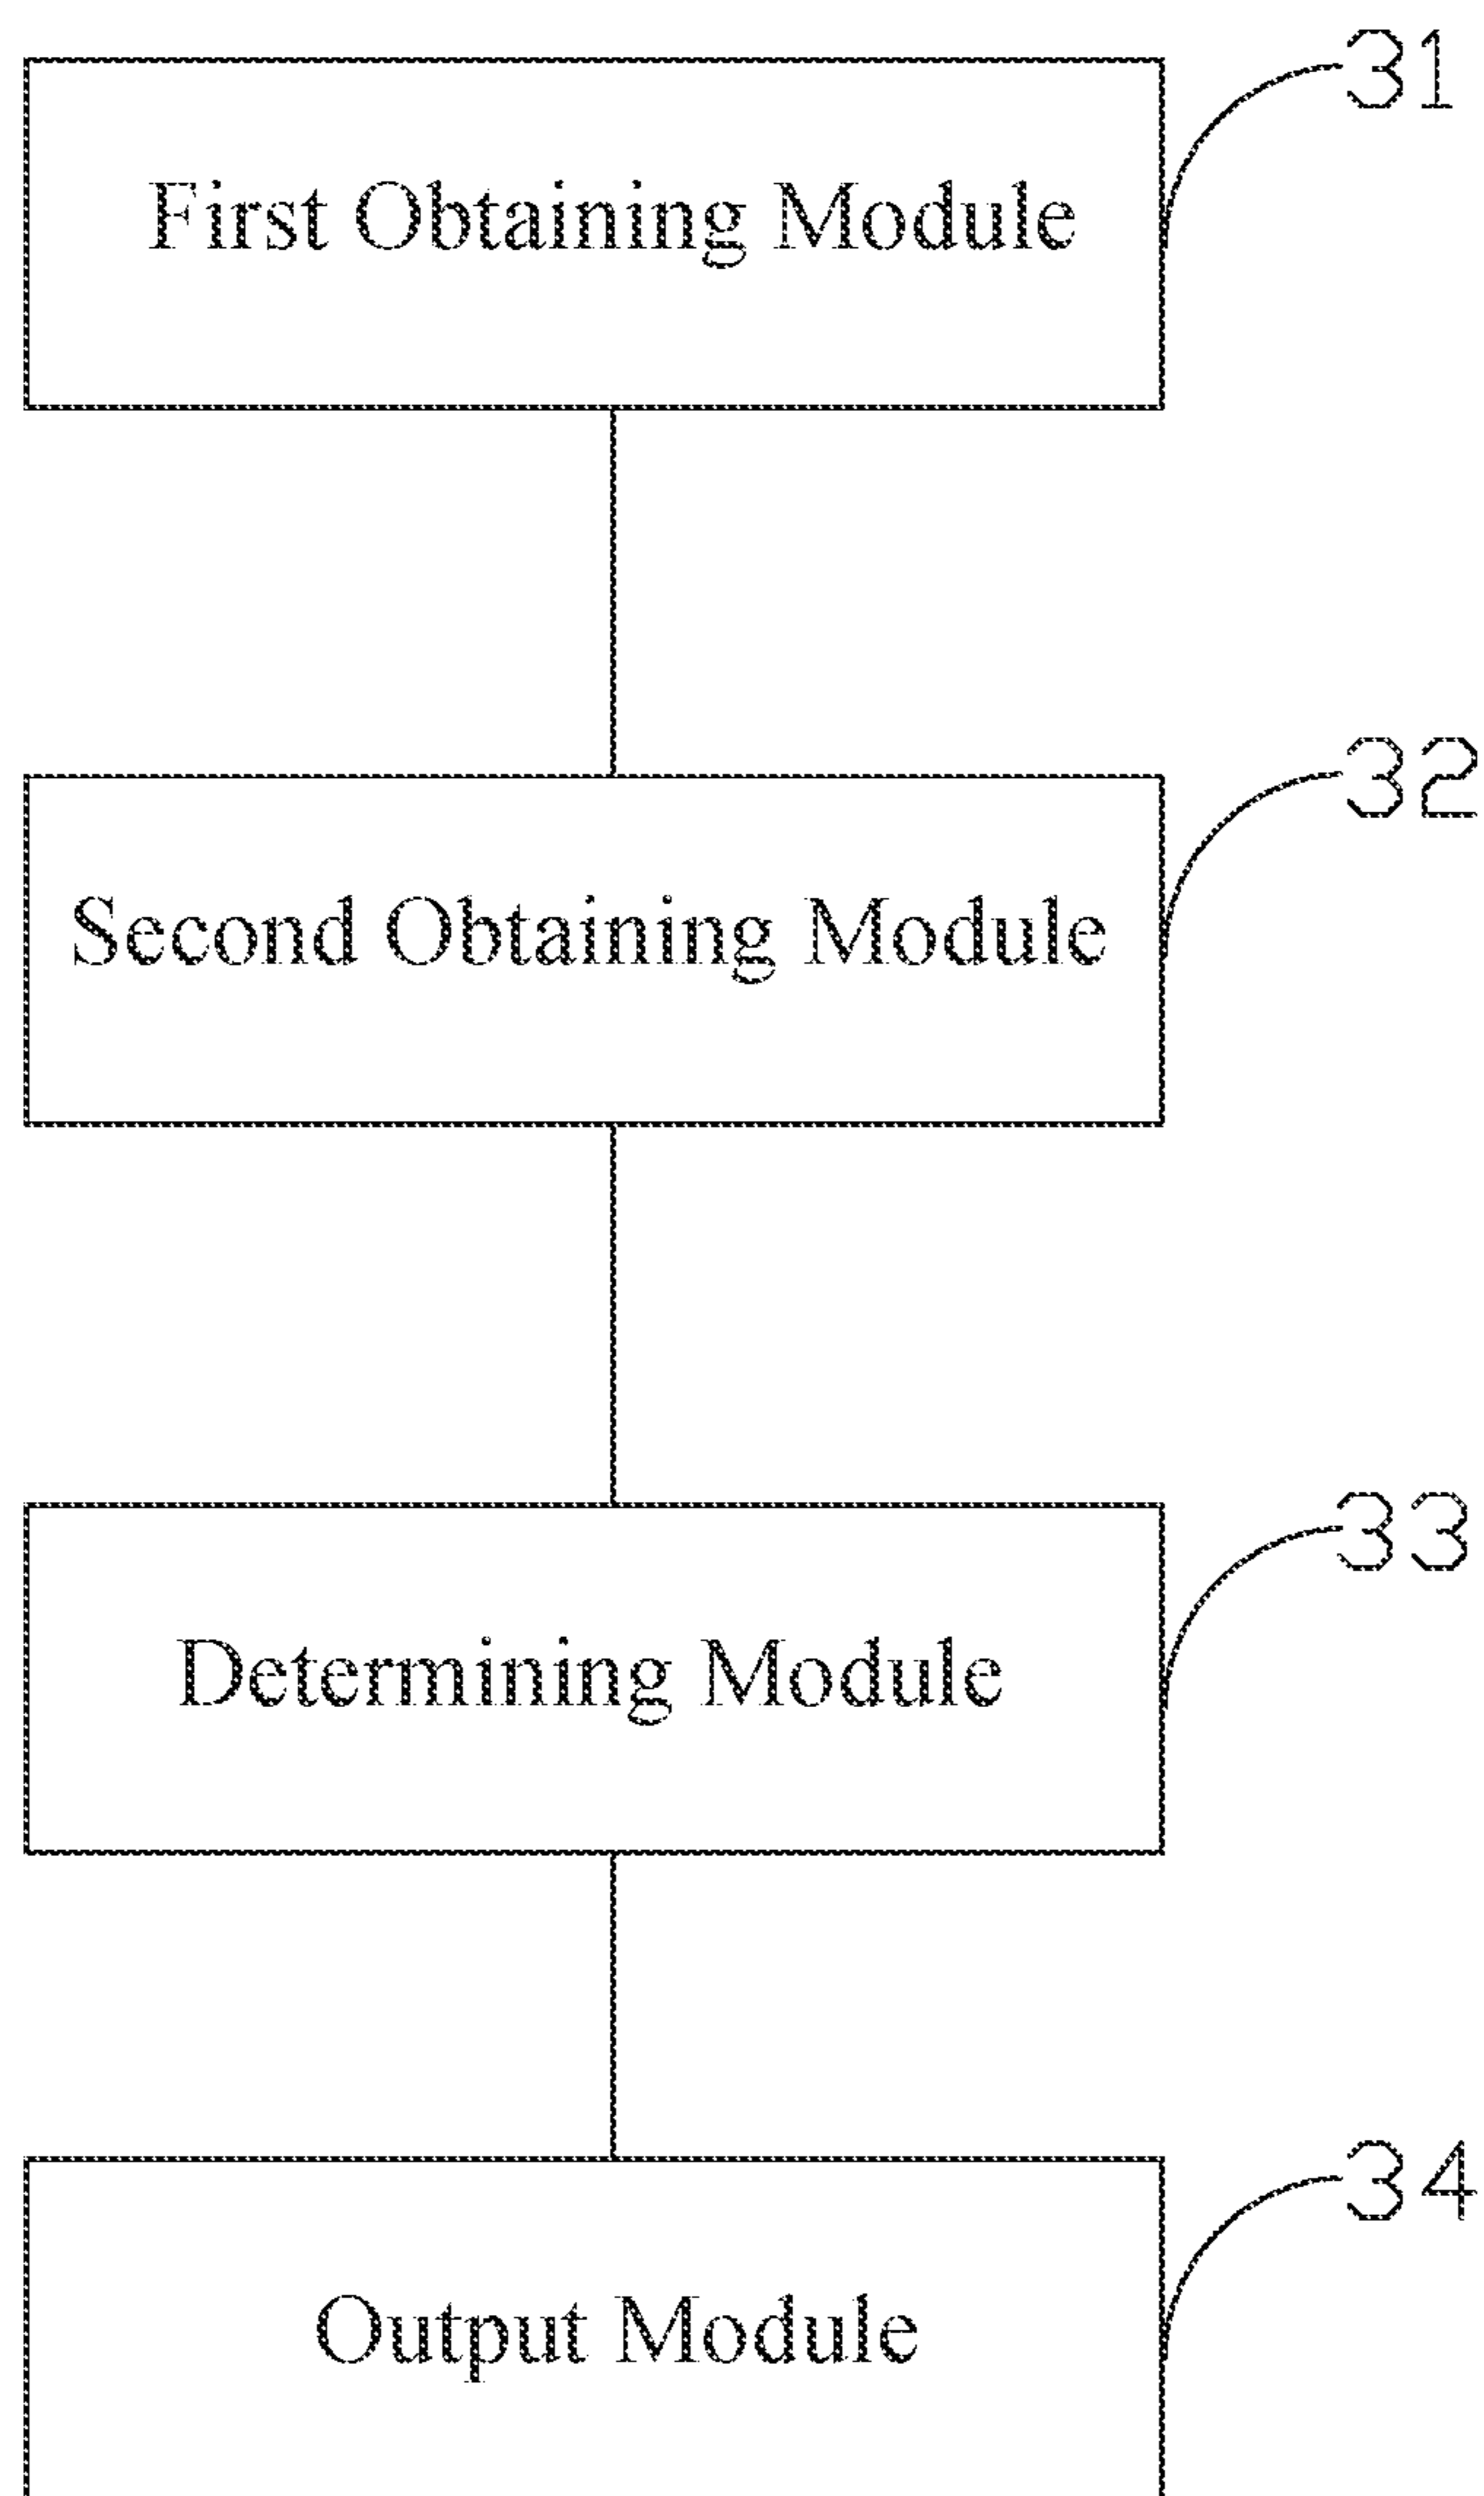 31
First Obtaining Module
32
Second Obtaining Module
33
Determining Module
34
Output Module